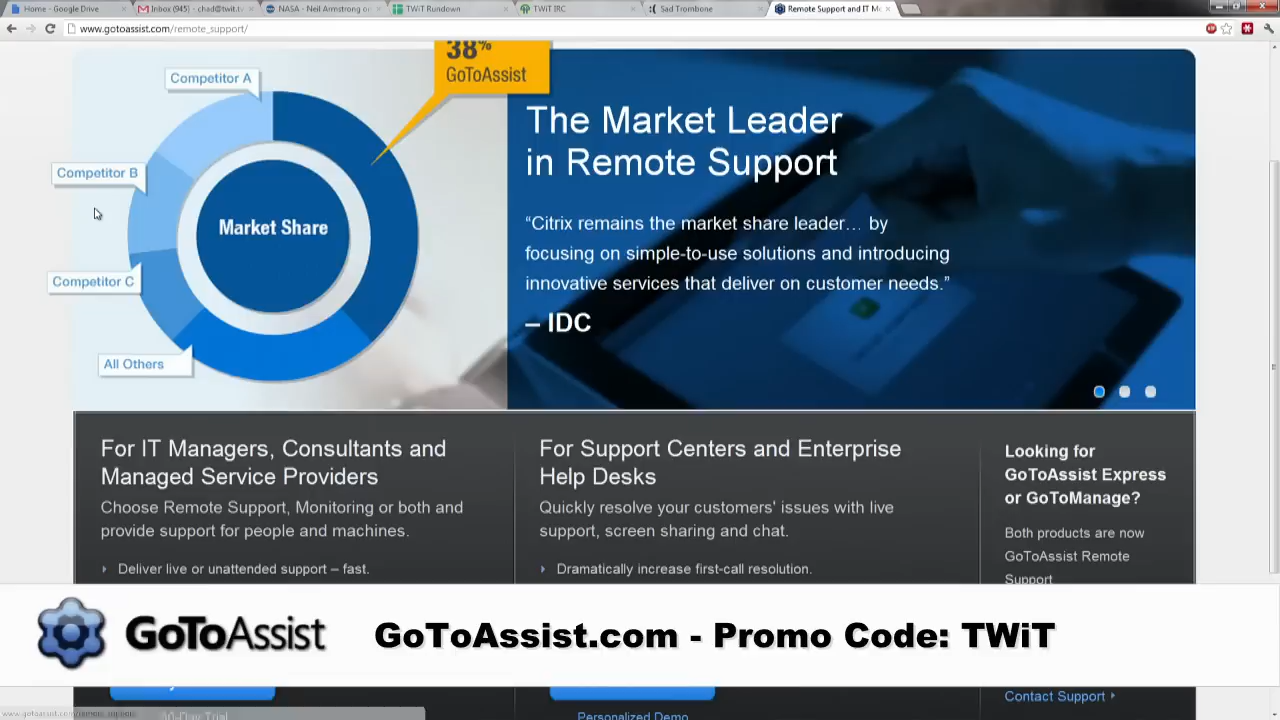 Home - Google Drive
Inbox (945) - chad@twit.tv
NASA - Neil Armstrong
TWiT Rundown
TWiT IRC
Sad Trombone
Remote Support and IT M
www.gotoassist.com/remote_support/
38%
GoToAssist
Competitor A
Competitor B
Competitor C
All Others
Market Share
The Market Leader
in Remote Support
“Citrix remains the market share leader… by
focusing on simple-to-use solutions and introducing
innovative services that deliver on customer needs.”
– IDC
For IT Managers, Consultants and
Managed Service Providers
Choose Remote Support, Monitoring or both and
provide support for people and machines.
Deliver live or unattended support – fast.
For Support Centers and Enterprise
Help Desks
Quickly resolve your customers' issues with live
support, screen sharing and chat.
Dramatically increase first-call resolution.
Looking for
GoToAssist Express
or GoToManage?
Both products are now
GoToAssist Remote
Support
GoToAssist
GoToAssist.com - Promo Code: TWiT
Contact Support
Personalized Demo